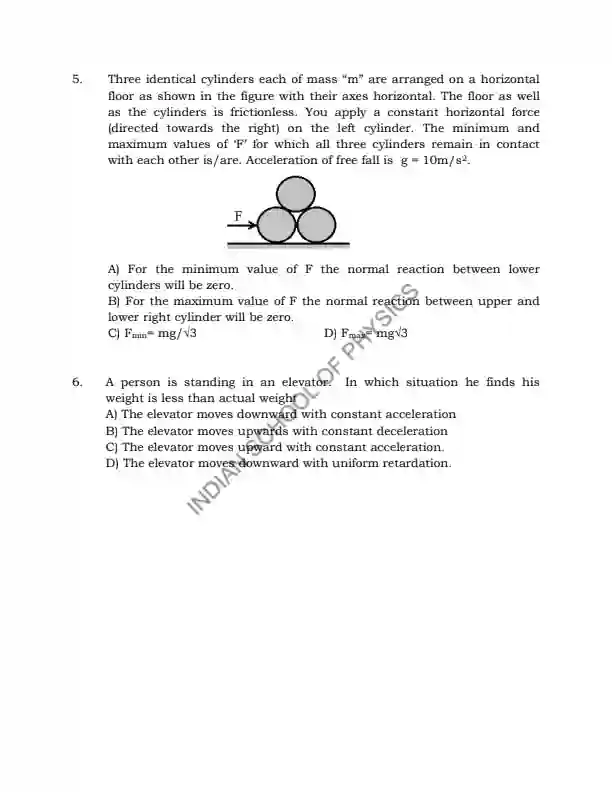 5. Three identical cylinders each of mass “m” are arranged on a horizontal
floor as shown in the figure with their axes horizontal. The floor as well
as the cylinders is frictionless. You apply a constant horizontal force
(directed towards the right) on the left cylinder. The minimum and
maximum values of ‘F’ for which all three cylinders remain in contact
with each other is/are. Acceleration of free fall is g = 10m/s².
F
A) For the minimum value of F the normal reaction between lower
cylinders will be zero.
B) For the maximum value of F the normal reaction between upper and
lower right cylinder will be zero.
C) Fmin= mg/√3 D) Fmax= mg√3
6. A person is standing in an elevator. In which situation he finds his
weight is less than actual weight
A) The elevator moves downward with constant acceleration
B) The elevator moves upwards with constant deceleration
C) The elevator moves upward with constant acceleration.
D) The elevator moves downward with uniform retardation.
INDIAN SCHOOL OF PHYSICS